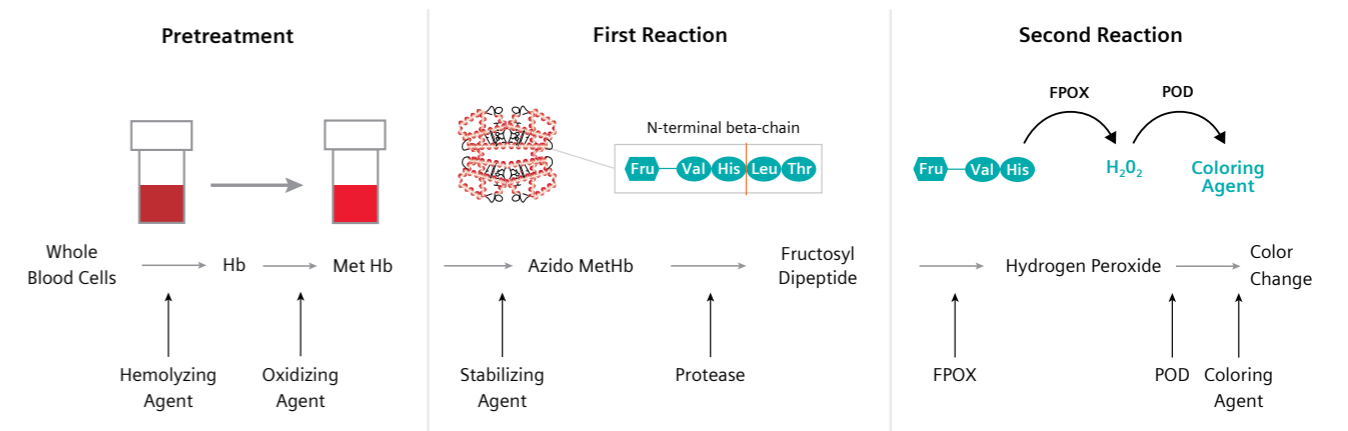 Pretreatment
Whole
Blood Cells
Hb
Met Hb
Hemolyzing
Agent
Oxidizing
Agent
First Reaction
N-terminal beta-chain
Fru Val His Leu Thr
Azido MetHb
Fructosyl
Dipeptide
Stabilizing
Agent
Protease
Second Reaction
FPOX POD
Fru Val His
H₂0₂
Coloring
Agent
Hydrogen Peroxide
Color
Change
FPOX
POD
Coloring
Agent